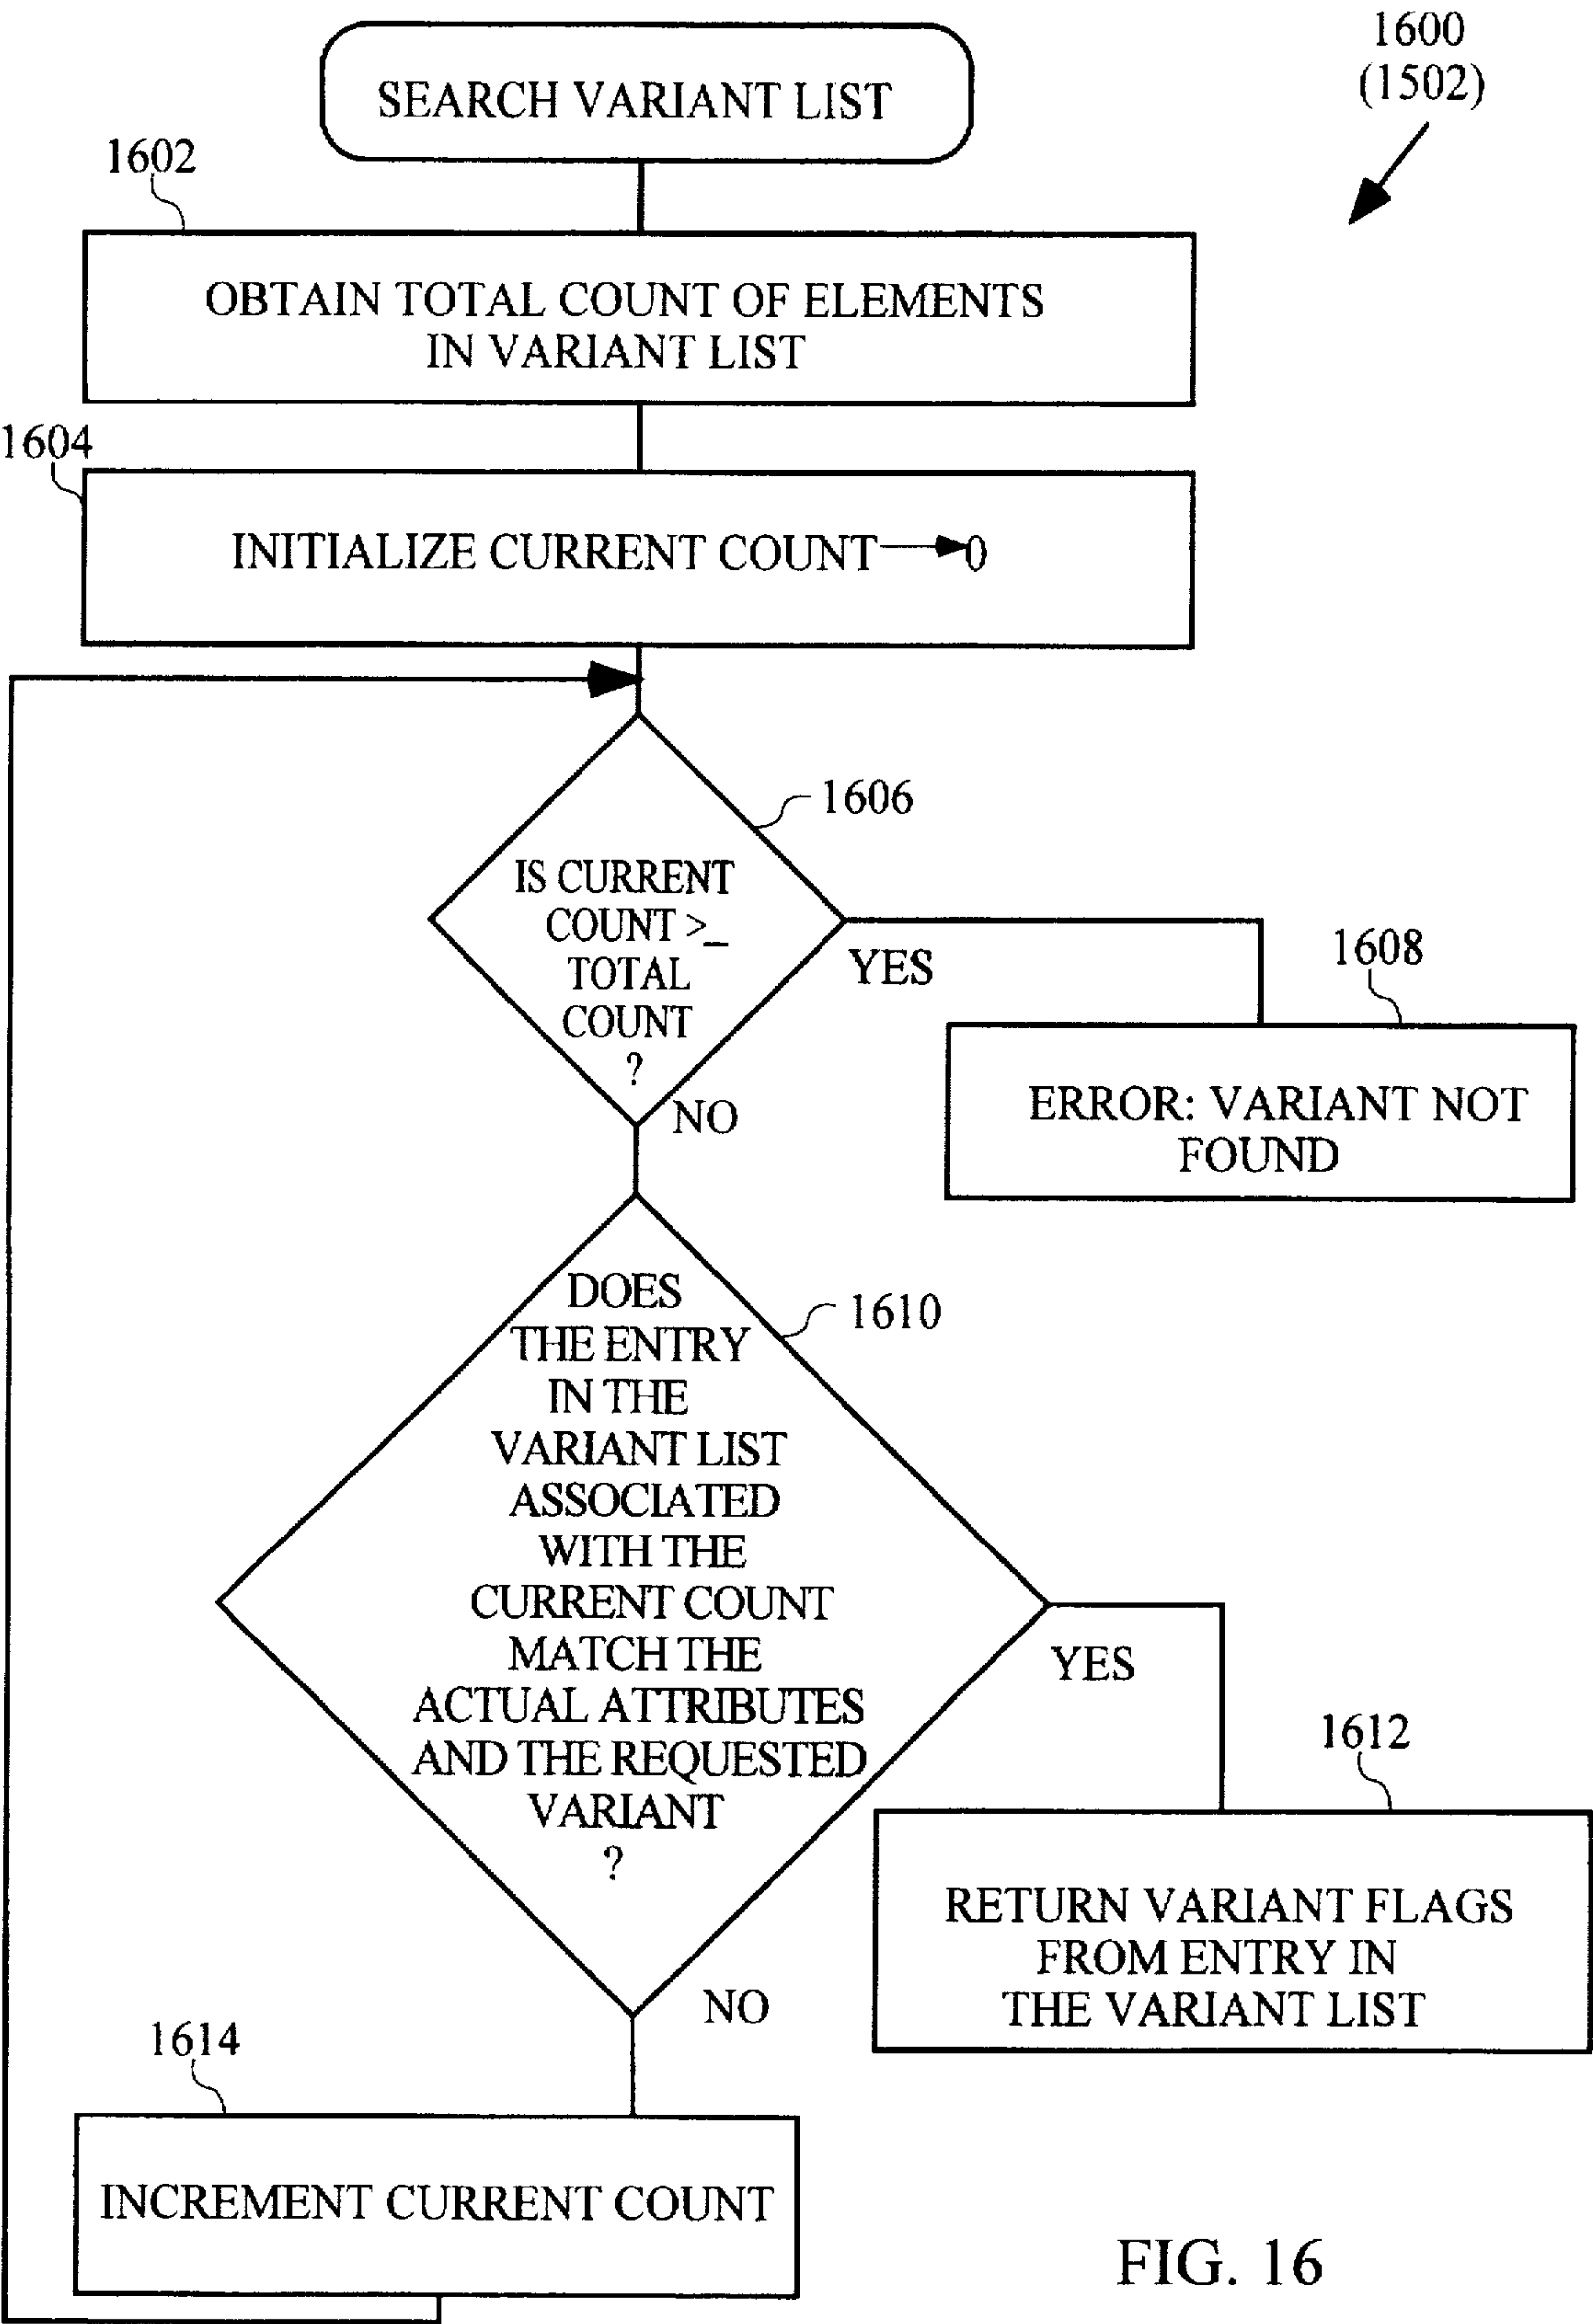 1600
(1502)
SEARCH VARIANT LIST
1602
OBTAIN TOTAL COUNT OF ELEMENTS
IN VARIANT LIST
1604
INITIALIZE CURRENT COUNT→0
1606
IS CURRENT
COUNT >_
TOTAL
COUNT
?
YES
NO
1608
ERROR: VARIANT NOT
FOUND
1610
DOES
THE ENTRY
IN THE
VARIANT LIST
ASSOCIATED
WITH THE
CURRENT COUNT
MATCH THE
ACTUAL ATTRIBUTES
AND THE REQUESTED
VARIANT
?
YES
NO
1612
RETURN VARIANT FLAGS
FROM ENTRY IN
THE VARIANT LIST
1614
INCREMENT CURRENT COUNT
FIG. 16